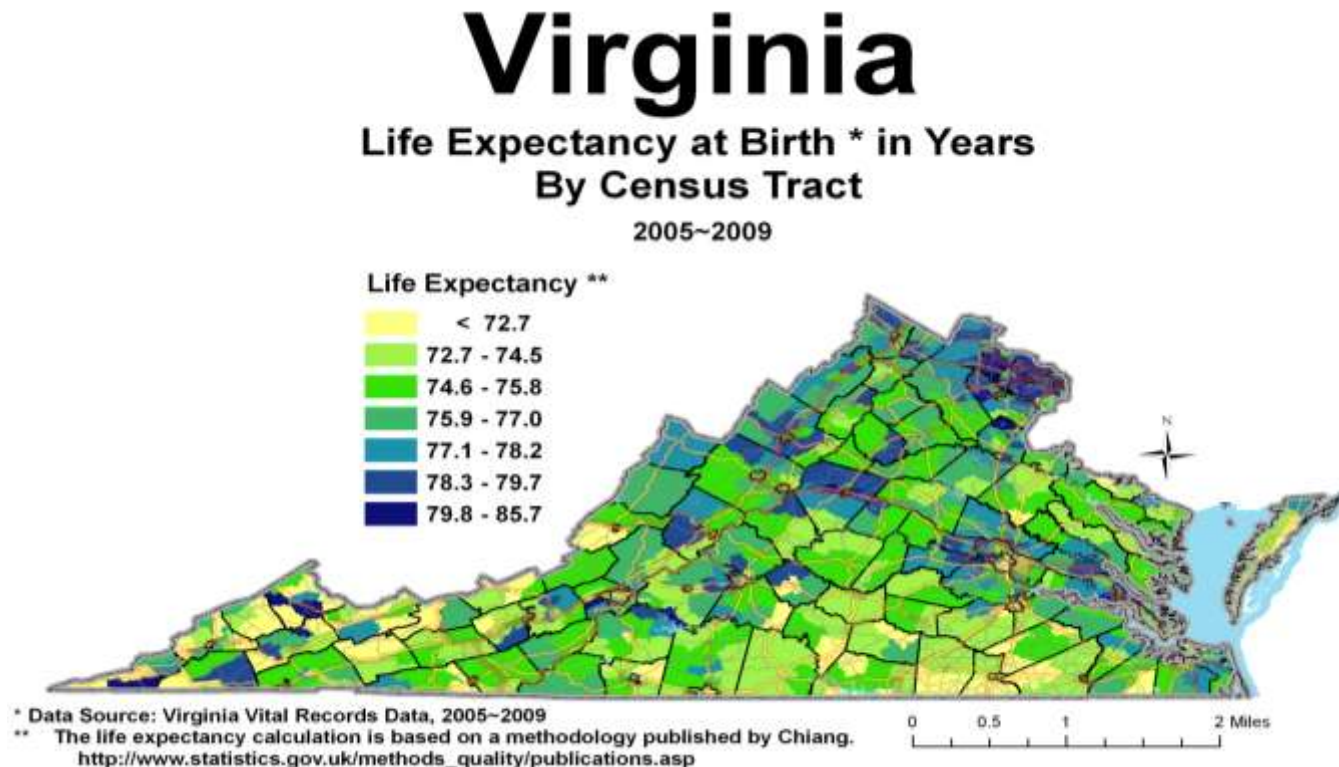 Virginia
Life Expectancy at Birth * in Years
By Census Tract
2005~2009
Life Expectancy **
< 72.7
72.7 - 74.5
74.6 - 75.8
75.9 - 77.0
77.1 - 78.2
78.3 - 79.7
79.8 - 85.7
N
* Data Source: Virginia Vital Records Data, 2005~2009
** The life expectancy calculation is based on a methodology published by Chiang.
http://www.statistics.gov.uk/methods_quality/publications.asp
0 0.5 1 2 Miles